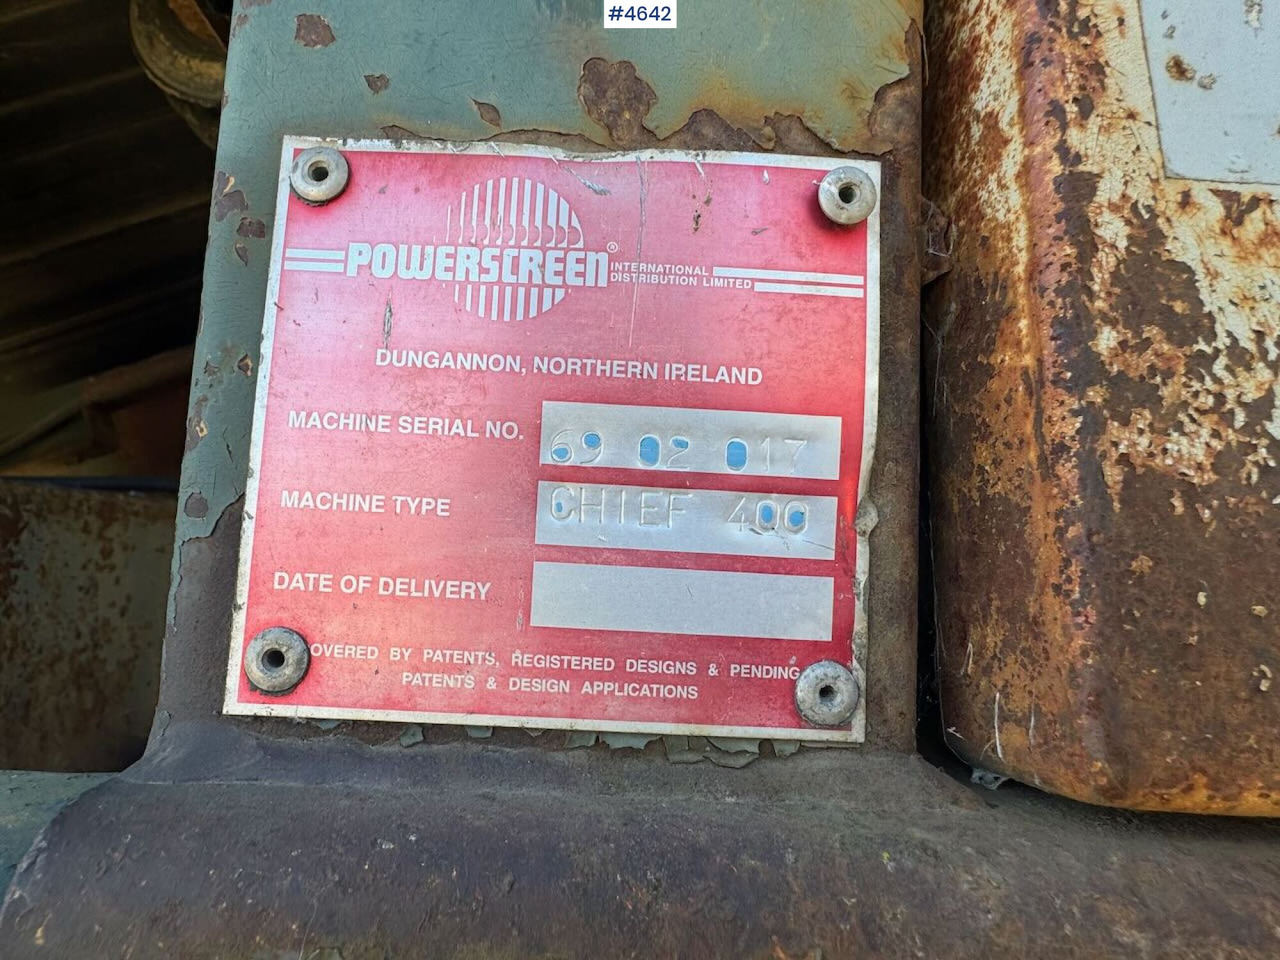 #4642
POWERSCREEN®
INTERNATIONAL
DISTRIBUTION LIMITED
DUNGANNON, NORTHERN IRELAND
MACHINE SERIAL NO. 69 02 017
MACHINE TYPE CHIEF 400
DATE OF DELIVERY
OVERED BY PATENTS, REGISTERED DESIGNS & PENDING
PATENTS & DESIGN APPLICATIONS